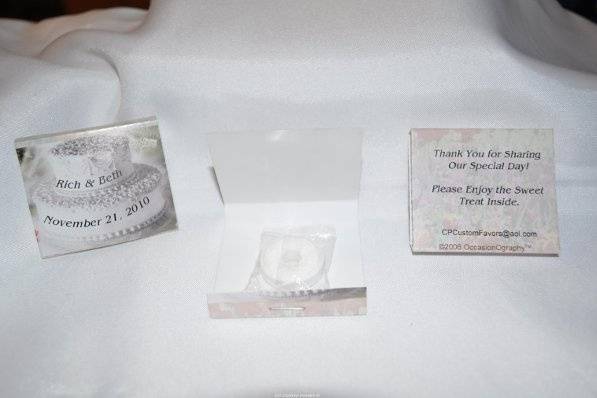 Rich & Beth
November 21, 2010
Thank You for Sharing
Our Special Day!
Please Enjoy the Sweet
Treat Inside.
CPCustomFavors@aol.com
©2008 OccasionOgraphy™